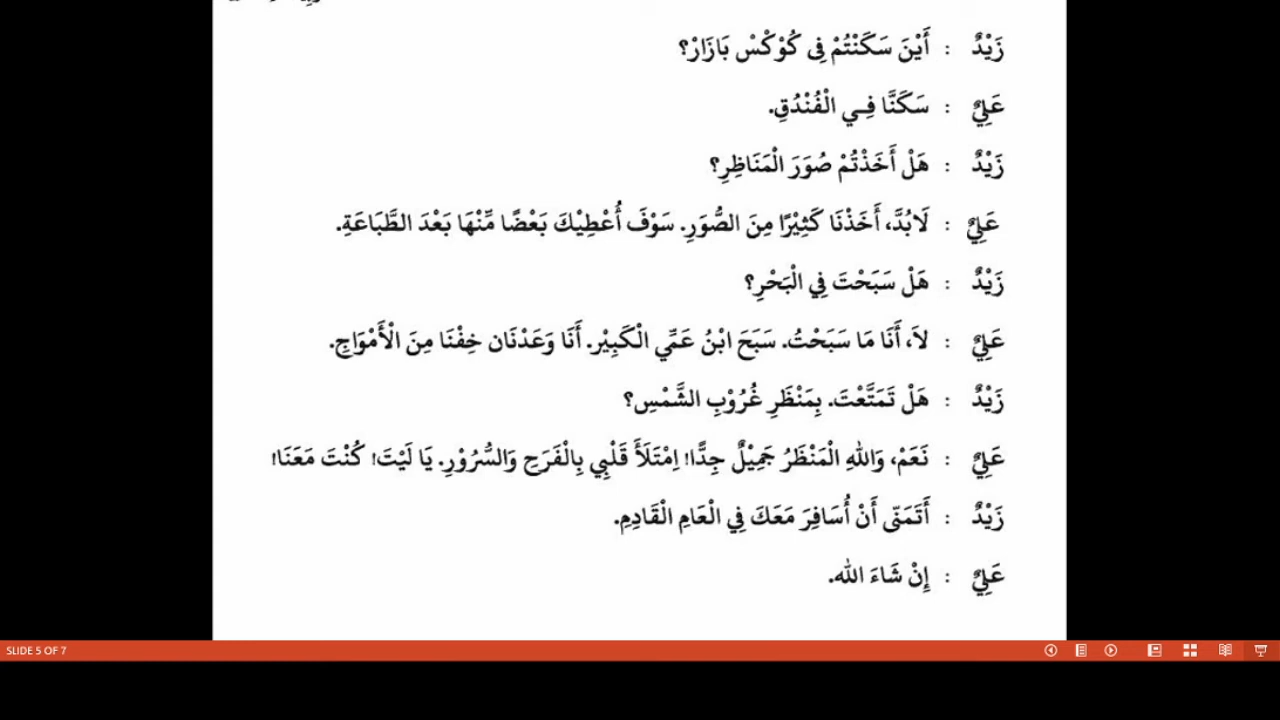 زَيْدٌ : أَيْنَ سَكَنْتُمْ فِى كُوْكْسْ بَازَارْ؟
عَلِيٌّ : سَكَنَّا فِي الْفُنْدُقِ.
زَيْدٌ : هَلْ أَخَذْتُمْ صُوَرَ الْمَنَاظِرِ؟
عَلِيٌّ : لَابُدَّ، أَخَذْنَا كَثِيْرًا مِنَ الصُّوَرِ. سَوْفَ أُعْطِيْكَ بَعْضًا مِّنْهَا بَعْدَ الطَّبَاعَةِ.
زَيْدٌ : هَلْ سَبَحْتَ فِي الْبَحْرِ؟
عَلِيٌّ : لاَ، أَنَا مَا سَبَحْتُ. سَبَحَ ابْنُ عَمِّي الْكَبِيْر. أَنَا وَعَدْنَان خِفْنَا مِنَ الْأَمْوَاجِ.
زَيْدٌ : هَلْ تَمَتَّعْتَ. بِمَنْظَرِ غُرُوْبِ الشَّمْسِ؟
عَلِيٌّ : نَعَمْ، وَاللهِ الْمَنْظَرُ جَمِيْلٌ جِدًّا! اِمْتَلَأَ قَلْبِي بِالْفَرَحِ وَالسُّرُوْرِ. يَا لَيْتَ! كُنْتَ مَعَنَا!
زَيْدٌ : أَتَمَنّى أَنْ أُسَافِرَ مَعَكَ فِي الْعَامِ الْقَادِمِ.
عَلِيٌّ : إِنْ شَاءَ الله.
SLIDE 5 OF 7